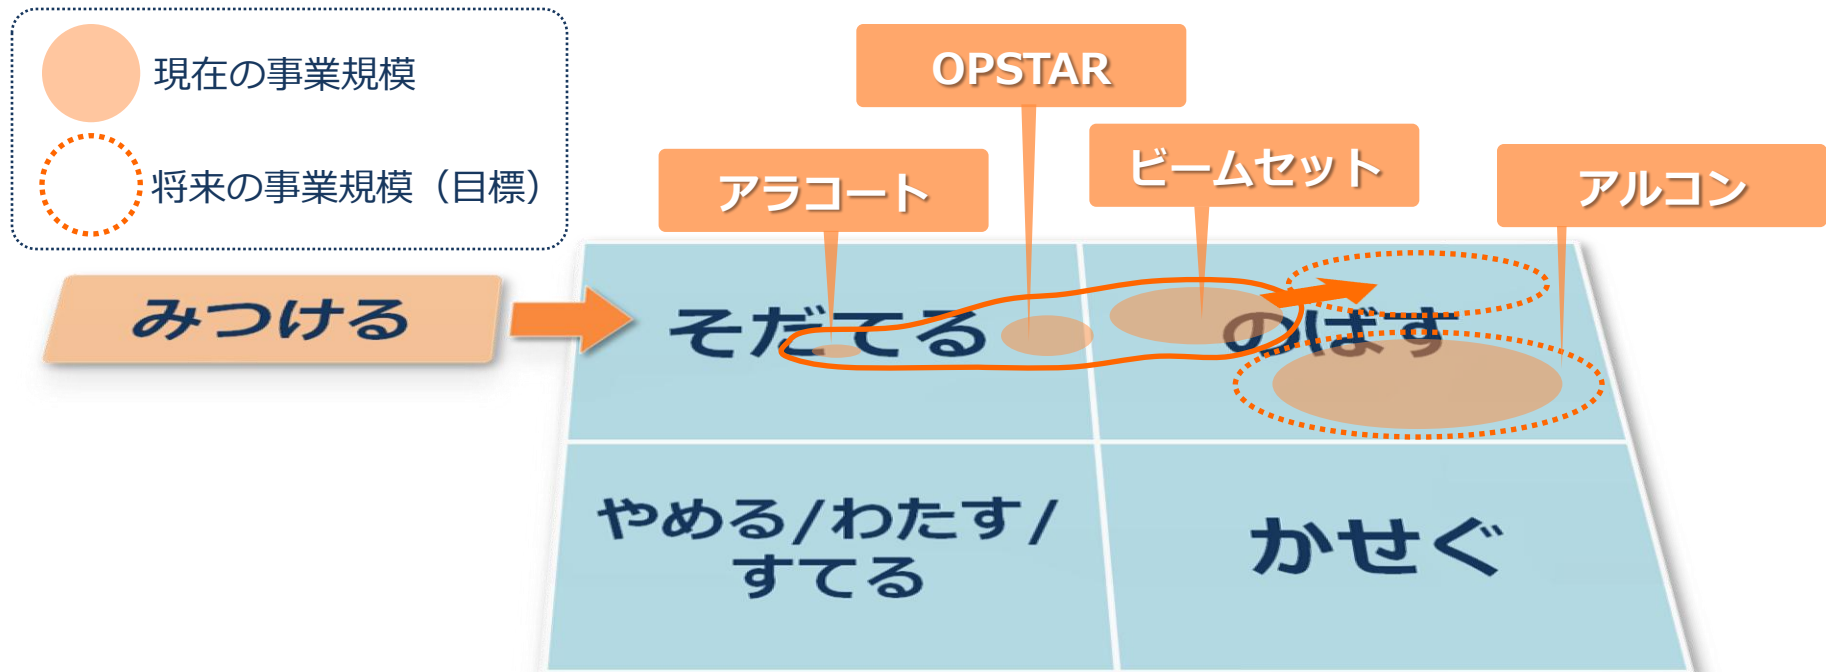 現在の事業規模
将来の事業規模（目標）
OPSTAR
ビームセット
アラコート
アルコン
みつける
そだてる
のばす
やめる/わたす/
すてる
かせぐ